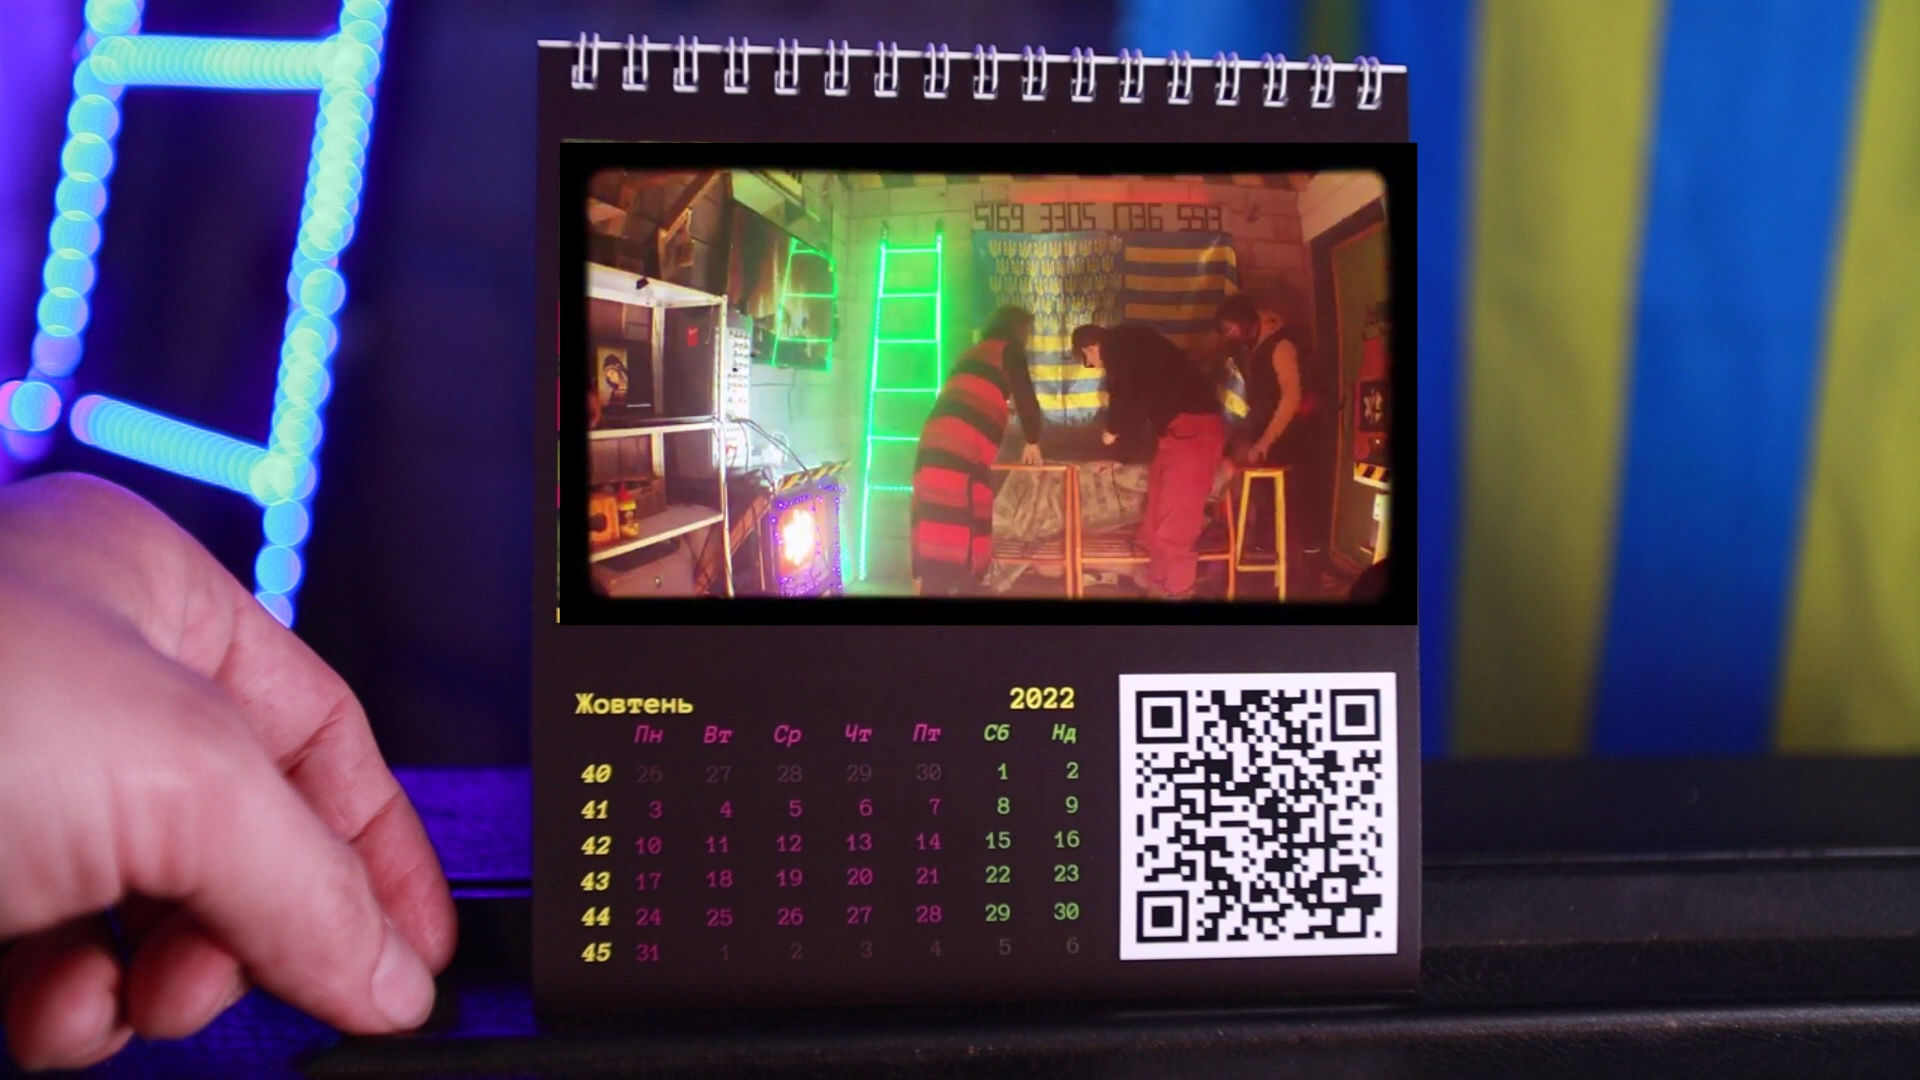 5169 3305 1736 5593
Жовтень 2022
Пн Вт Ср Чт Пт Сб Нд
40 26 27 28 29 30 1 2
41 3 4 5 6 7 8 9
42 10 11 12 13 14 15 16
43 17 18 19 20 21 22 23
44 24 25 26 27 28 29 30
45 31 1 2 3 4 5 6